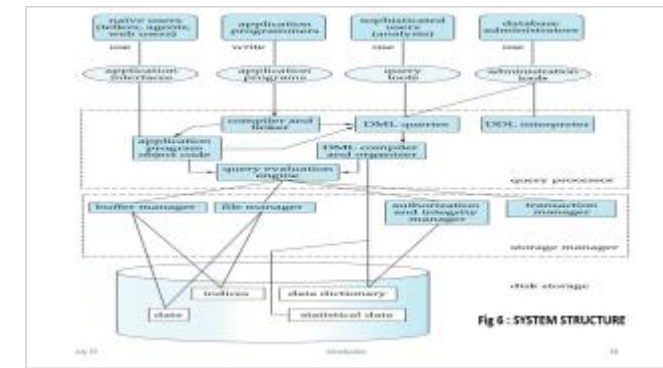 naive users
(tellers, agents,
web users)
application
programmers
sophisticated
users
(analysts)
database
administrators
use
write
use
use
application
interfaces
application
programs
query
tools
administration
tools
compiler and
linker
DML queries
DDL interpreter
application
program
object code
DML compiler
and organizer
query evaluation
engine
query processor
buffer manager
file manager
authorization
and integrity
manager
transaction
manager
storage manager
disk storage
indices
data dictionary
data
statistical data
Fig 6 : SYSTEM STRUCTURE
Introduction